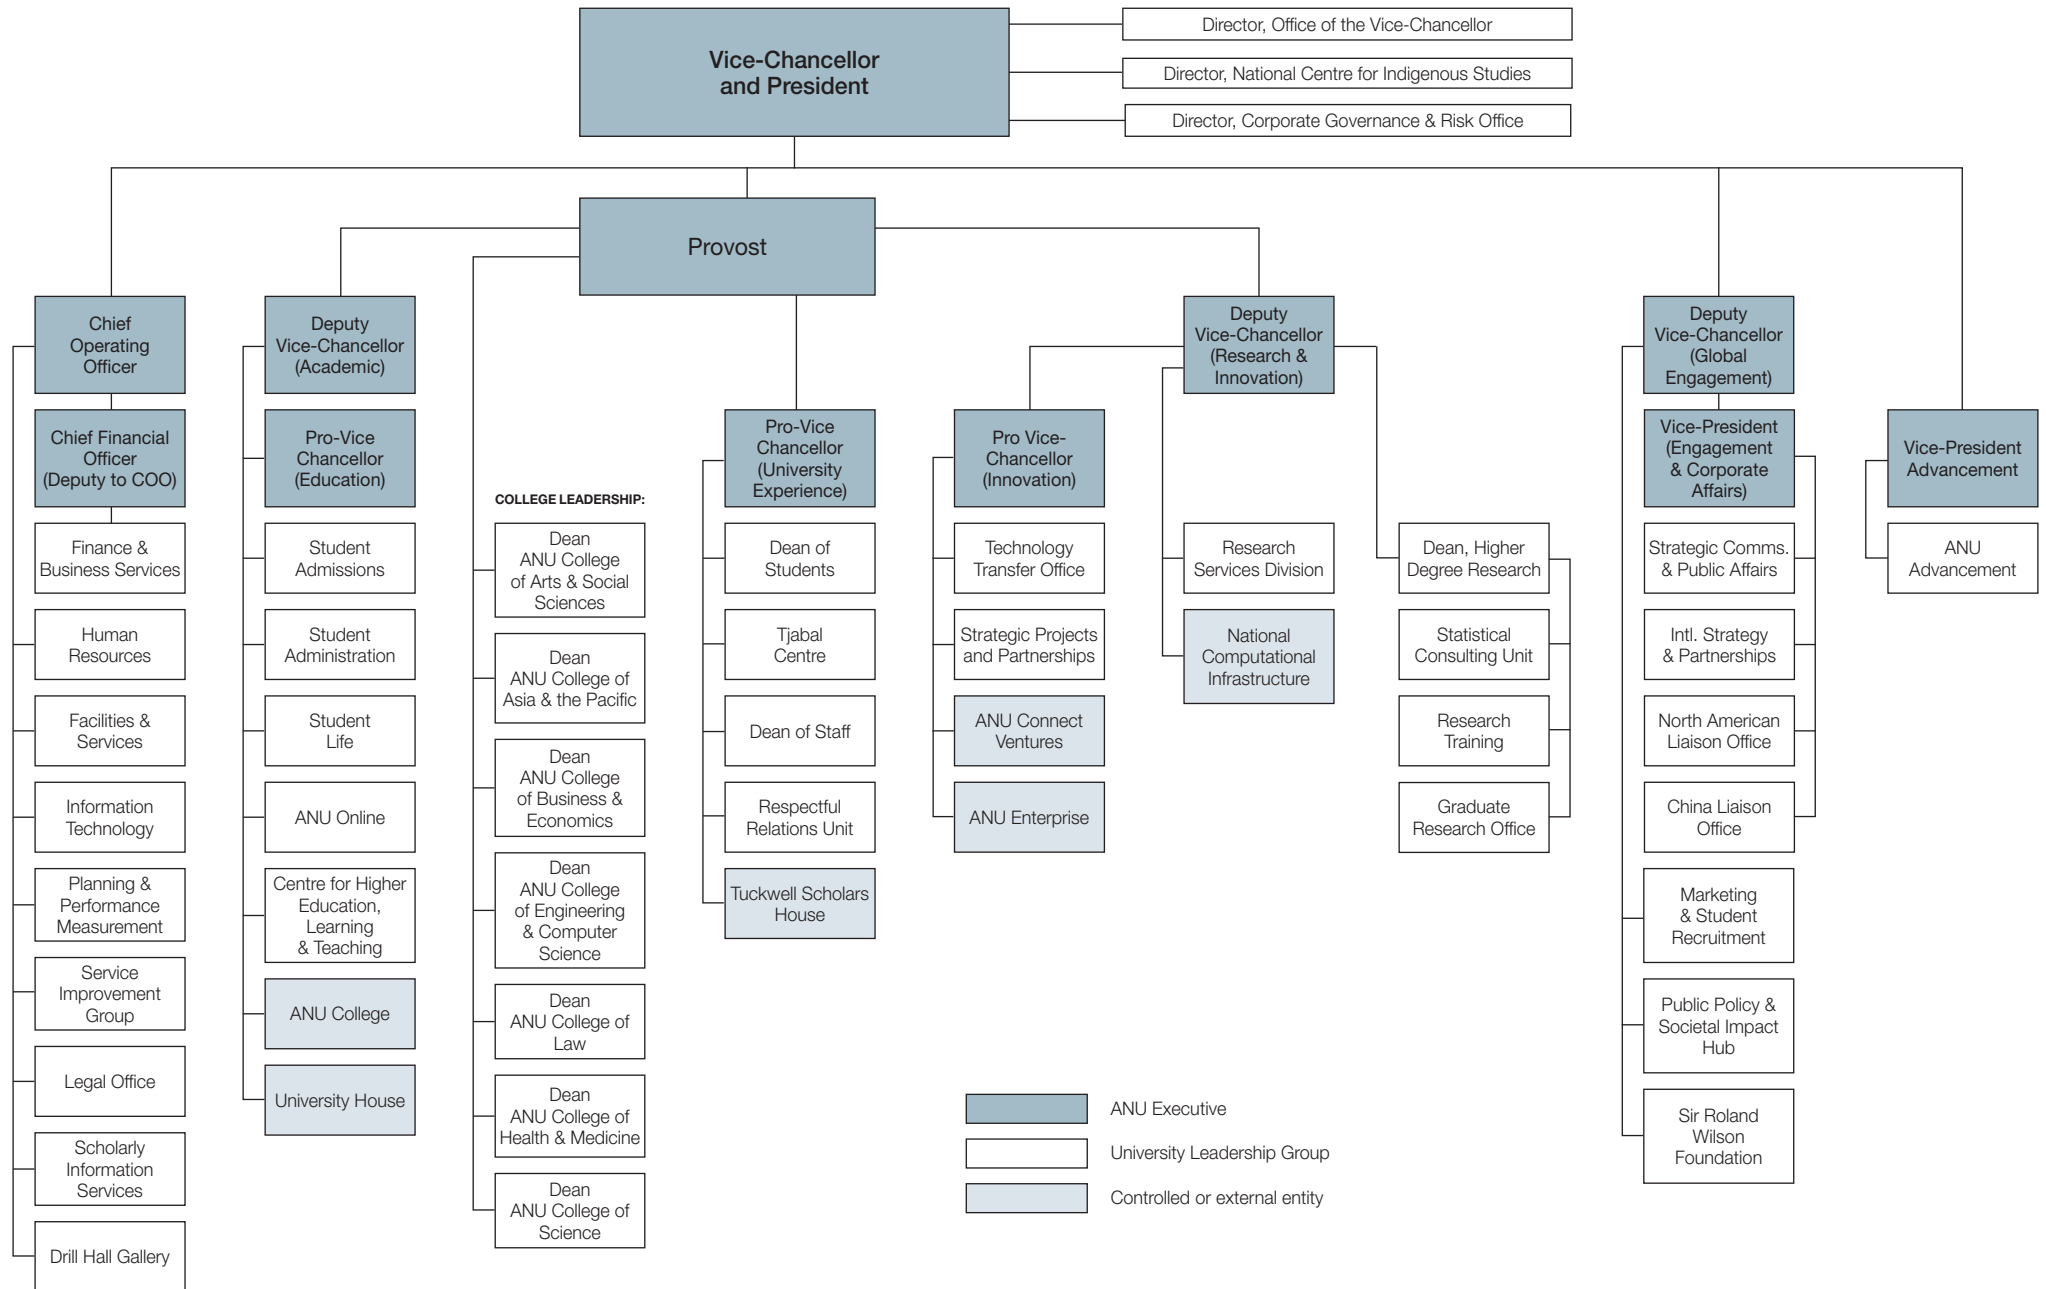 Vice-Chancellor
and President
Director, Office of the Vice-Chancellor
Director, National Centre for Indigenous Studies
Director, Corporate Governance & Risk Office
Provost
Chief
Operating
Officer
Chief Financial
Officer
(Deputy to COO)
Finance &
Business Services
Human
Resources
Facilities &
Services
Information
Technology
Planning &
Performance
Measurement
Service
Improvement
Group
Legal Office
Scholarly
Information
Services
Drill Hall Gallery
Deputy
Vice-Chancellor
(Academic)
Pro-Vice
Chancellor
(Education)
Student
Admissions
Student
Administration
Student
Life
ANU Online
Centre for Higher
Education,
Learning
& Teaching
ANU College
University House
COLLEGE LEADERSHIP:
Dean
ANU College
of Arts & Social
Sciences
Dean
ANU College of
Asia & the Pacific
Dean
ANU College
of Business &
Economics
Dean
ANU College
of Engineering
& Computer
Science
Dean
ANU College of
Law
Dean
ANU College of
Health & Medicine
Dean
ANU College of
Science
Pro-Vice
Chancellor
(University
Experience)
Dean of
Students
Tjabal
Centre
Dean of Staff
Respectful
Relations Unit
Tuckwell Scholars
House
Deputy
Vice-Chancellor
(Research &
Innovation)
Pro Vice-
Chancellor
(Innovation)
Technology
Transfer Office
Strategic Projects
and Partnerships
ANU Connect
Ventures
ANU Enterprise
Research
Services Division
National
Computational
Infrastructure
Dean, Higher
Degree Research
Statistical
Consulting Unit
Research
Training
Graduate
Research Office
Deputy
Vice-Chancellor
(Global
Engagement)
Vice-President
(Engagement
& Corporate
Affairs)
Strategic Comms.
& Public Affairs
Intl. Strategy
& Partnerships
North American
Liaison Office
China Liaison
Office
Marketing
& Student
Recruitment
Public Policy &
Societal Impact
Hub
Sir Roland
Wilson
Foundation
Vice-President
Advancement
ANU
Advancement
ANU Executive
University Leadership Group
Controlled or external entity